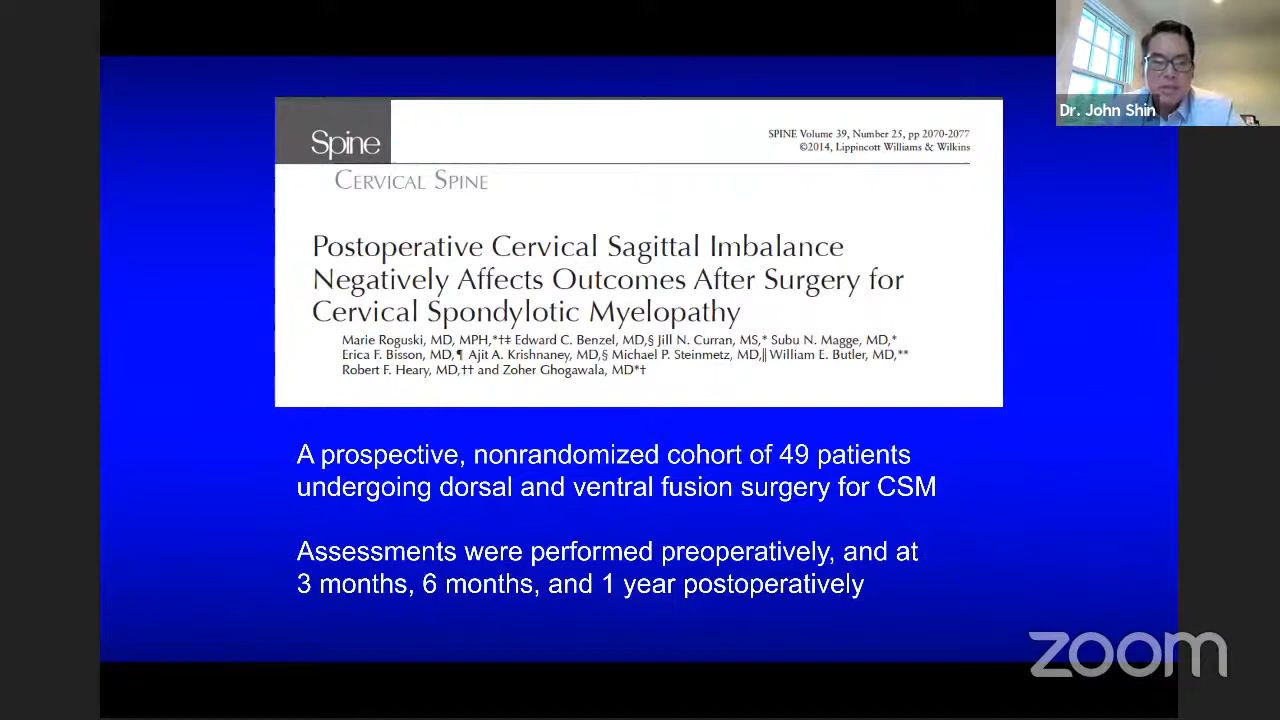 Dr. John Shin
Spine
SPINE Volume 39, Number 25, pp 2070-2077
©2014, Lippincott Williams & Wilkins
CERVICAL SPINE
Postoperative Cervical Sagittal Imbalance
Negatively Affects Outcomes After Surgery for
Cervical Spondylotic Myelopathy
Marie Roguski, MD, MPH,*†‡ Edward C. Benzel, MD,§ Jill N. Curran, MS,* Subu N. Magge, MD,*
Erica F. Bisson, MD,¶ Ajit A. Krishnaney, MD,§ Michael P. Steinmetz, MD,‖ William E. Butler, MD,**
Robert F. Heary, MD,†† and Zoher Ghogawala, MD*†
A prospective, nonrandomized cohort of 49 patients
undergoing dorsal and ventral fusion surgery for CSM
Assessments were performed preoperatively, and at
3 months, 6 months, and 1 year postoperatively
zoom